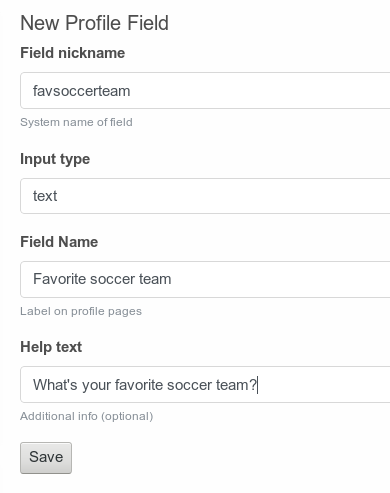 New Profile Field
Field nickname
favsoccerteam
System name of field
Input type
text
Field Name
Favorite soccer team
Label on profile pages
Help text
What's your favorite soccer team?
Additional info (optional)
Save